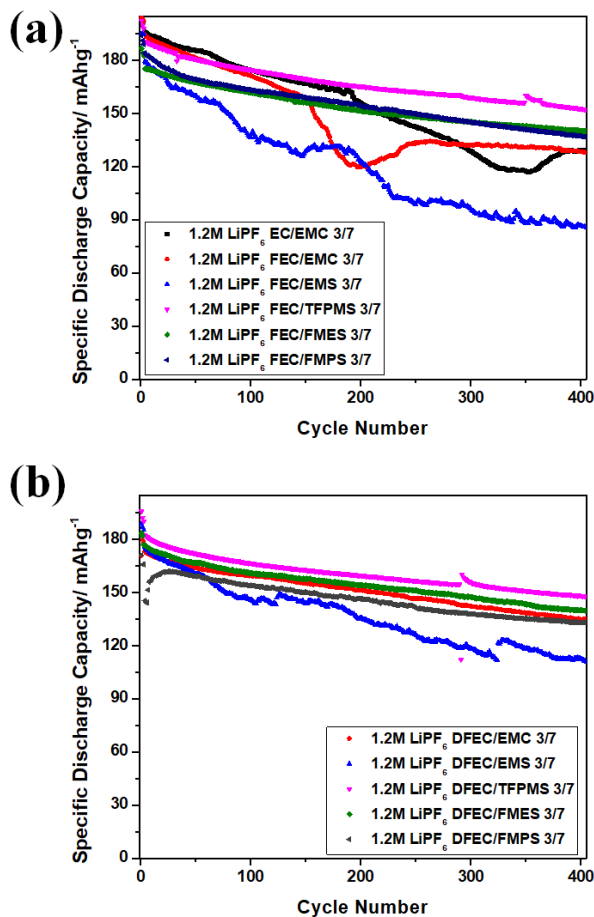 (a)
Specific Discharge Capacity/ mAhg⁻¹
180
150
120
90
60
30
0
1.2M LiPF₆ EC/EMC 3/7
1.2M LiPF₆ FEC/EMC 3/7
1.2M LiPF₆ FEC/EMS 3/7
1.2M LiPF₆ FEC/TFPMS 3/7
1.2M LiPF₆ FEC/FMES 3/7
1.2M LiPF₆ FEC/FMPS 3/7
0 100 200 300 400
Cycle Number
(b)
Specific Discharge Capacity/ mAhg⁻¹
180
150
120
90
60
30
0
1.2M LiPF₆ DFEC/EMC 3/7
1.2M LiPF₆ DFEC/EMS 3/7
1.2M LiPF₆ DFEC/TFPMS 3/7
1.2M LiPF₆ DFEC/FMES 3/7
1.2M LiPF₆ DFEC/FMPS 3/7
0 100 200 300 400
Cycle Number